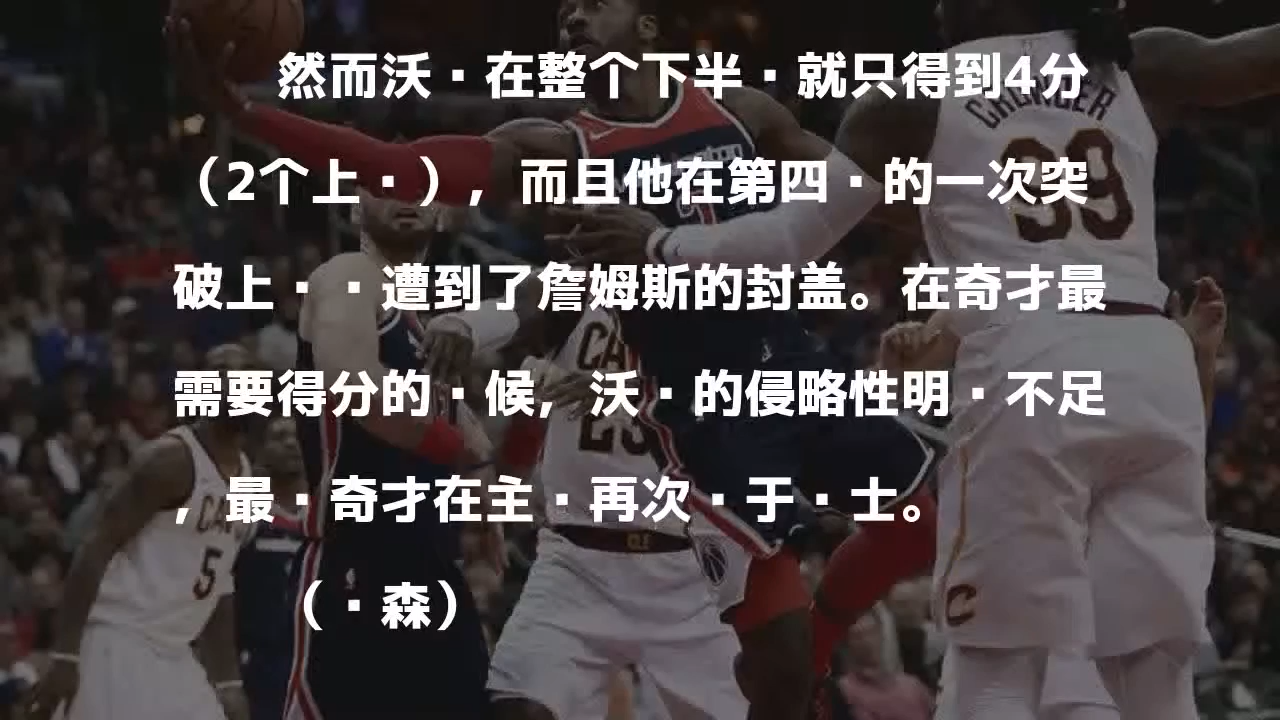 然而沃·在整个下半·就只得到4分
（2个上·），而且他在第四·的一次突
破上··遭到了詹姆斯的封盖。在奇才最
需要得分的·候，沃·的侵略性明·不足
，最·奇才在主·再次·于·士。
（·森）
CROWDER
99
5